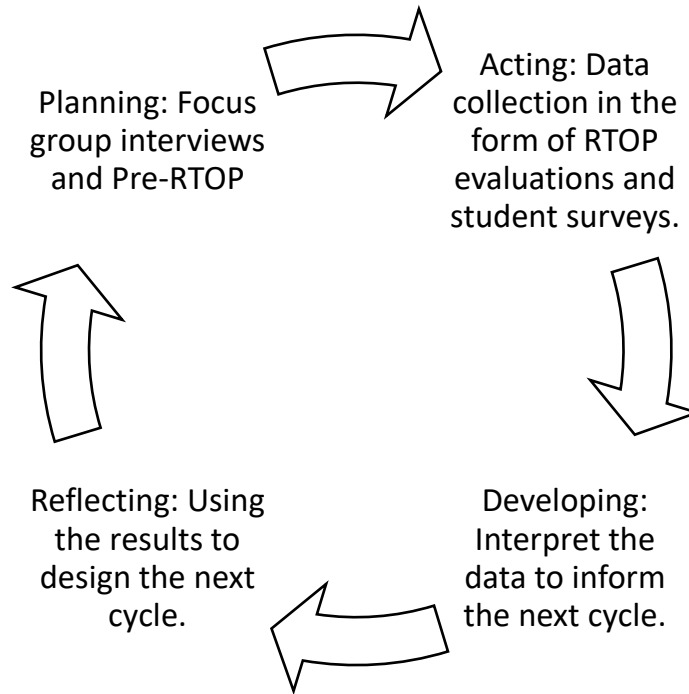 Planning: Focus
group interviews
and Pre-RTOP
Acting: Data
collection in the
form of RTOP
evaluations and
student surveys.
Developing:
Interpret the
data to inform
the next cycle.
Reflecting: Using
the results to
design the next
cycle.